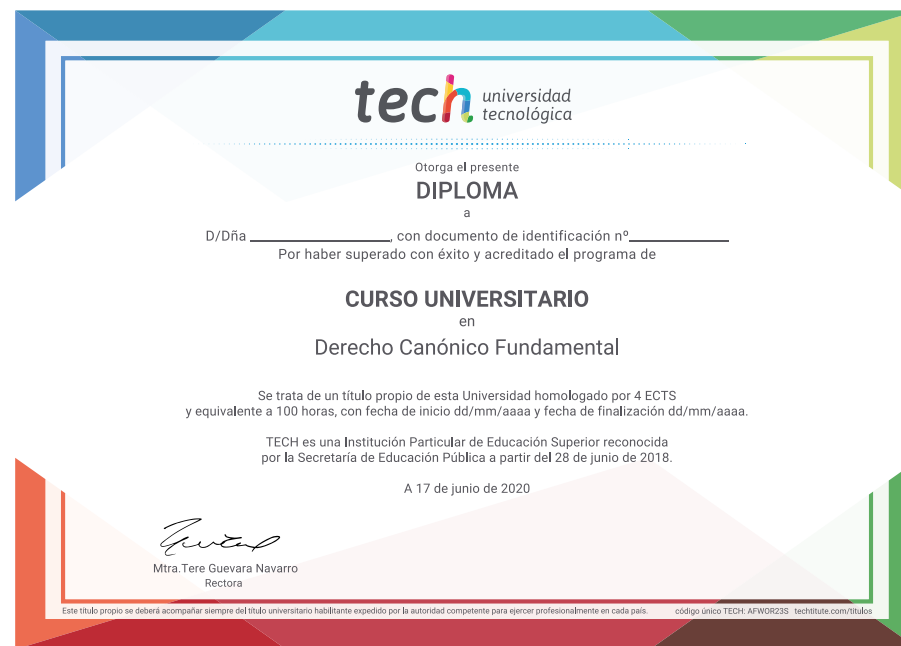 tech universidad
tecnológica
Otorga el presente
DIPLOMA
a
D/Dña ____________________, con documento de identificación nº______________
Por haber superado con éxito y acreditado el programa de
CURSO UNIVERSITARIO
en
Derecho Canónico Fundamental
Se trata de un título propio de esta Universidad homologado por 4 ECTS
y equivalente a 100 horas, con fecha de inicio dd/mm/aaaa y fecha de finalización dd/mm/aaaa.
TECH es una Institución Particular de Educación Superior reconocida
por la Secretaría de Educación Pública a partir del 28 de junio de 2018.
A 17 de junio de 2020
Mtra.Tere Guevara Navarro
Rectora
Este título propio se deberá acompañar siempre del título universitario habilitante expedido por la autoridad competente para ejercer profesionalmente en cada país. código único TECH: AFWOR23S techtitute.com/titulos